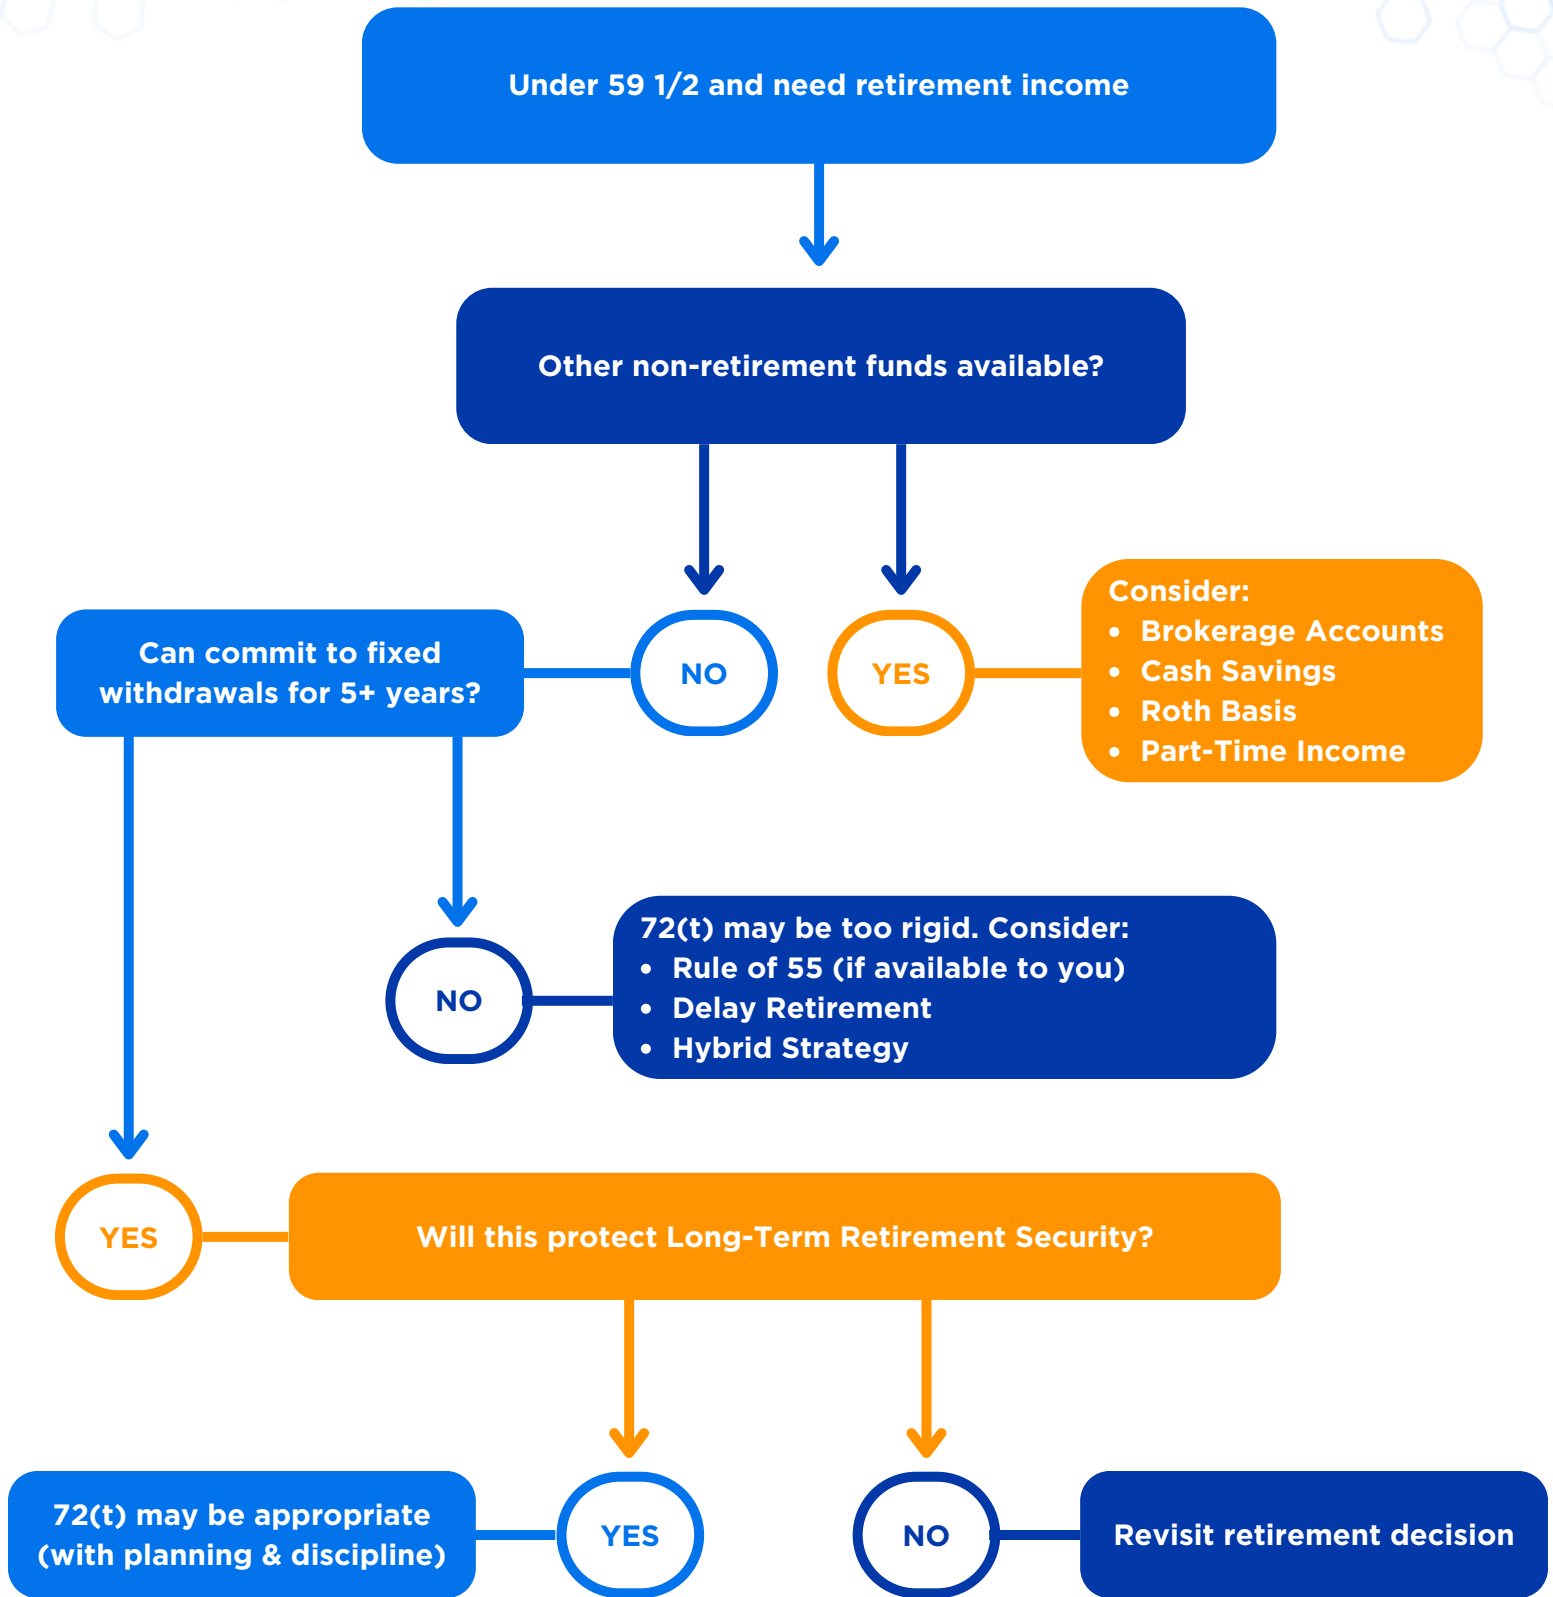 Under 59 1/2 and need retirement income
Other non-retirement funds available?
Can commit to fixed
withdrawals for 5+ years?
NO
YES
Consider:
• Brokerage Accounts
• Cash Savings
• Roth Basis
• Part-Time Income
NO
72(t) may be too rigid. Consider:
• Rule of 55 (if available to you)
• Delay Retirement
• Hybrid Strategy
YES
Will this protect Long-Term Retirement Security?
72(t) may be appropriate
(with planning & discipline)
YES
NO
Revisit retirement decision